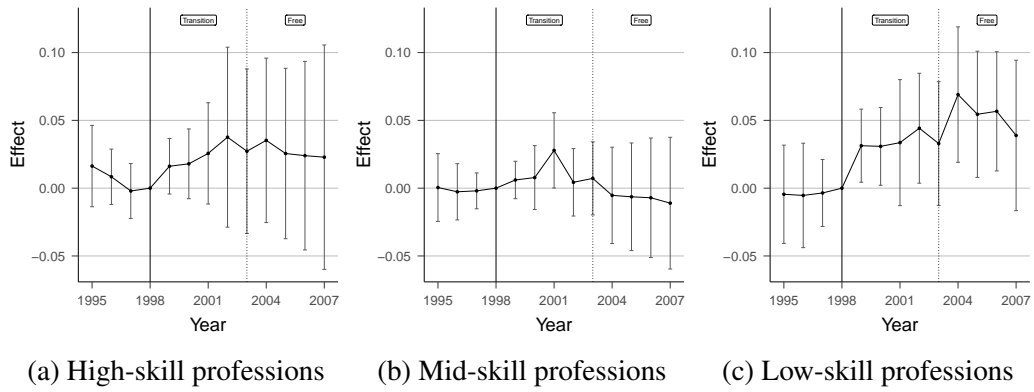 Transition Free
0.10
0.05
0.00
−0.05
Effect
1995 1998 2001 2004 2007
Year
(a) High-skill professions
Transition Free
0.10
0.05
0.00
−0.05
Effect
1995 1998 2001 2004 2007
Year
(b) Mid-skill professions
Transition Free
0.10
0.05
0.00
−0.05
Effect
1995 1998 2001 2004 2007
Year
(c) Low-skill professions